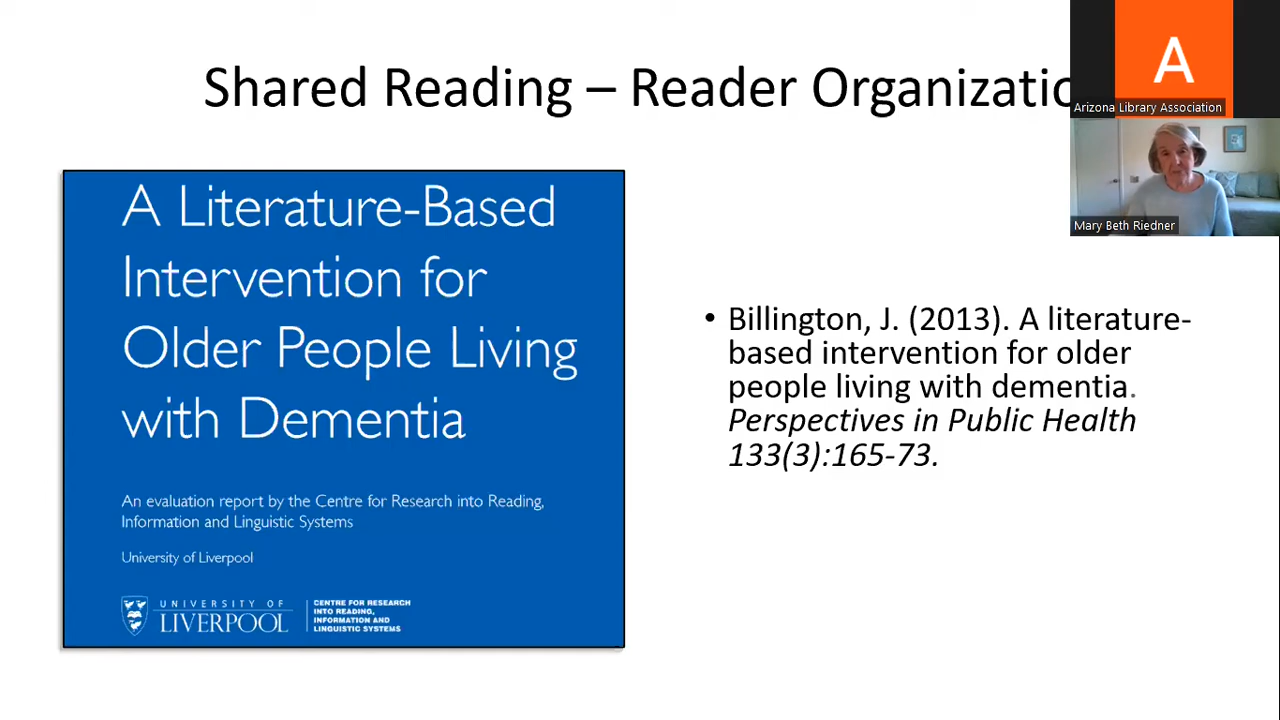 Shared Reading – Reader Organizatio
A
Arizona Library Association
Mary Beth Riedner
A Literature-Based
Intervention for
Older People Living
with Dementia
An evaluation report by the Centre for Research into Reading,
Information and Linguistic Systems
University of Liverpool
UNIVERSITY OF
LIVERPOOL
CENTRE FOR RESEARCH
INTO READING,
INFORMATION AND
LINGUISTIC SYSTEMS
• Billington, J. (2013). A literature-
based intervention for older
people living with dementia.
Perspectives in Public Health
133(3):165-73.